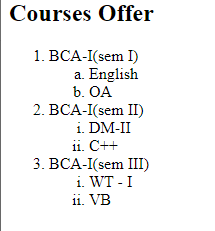 Courses Offer
1. BCA-I(sem I)
a. English
b. OA
2. BCA-I(sem II)
i. DM-II
ii. C++
3. BCA-I(sem III)
i. WT - I
ii. VB